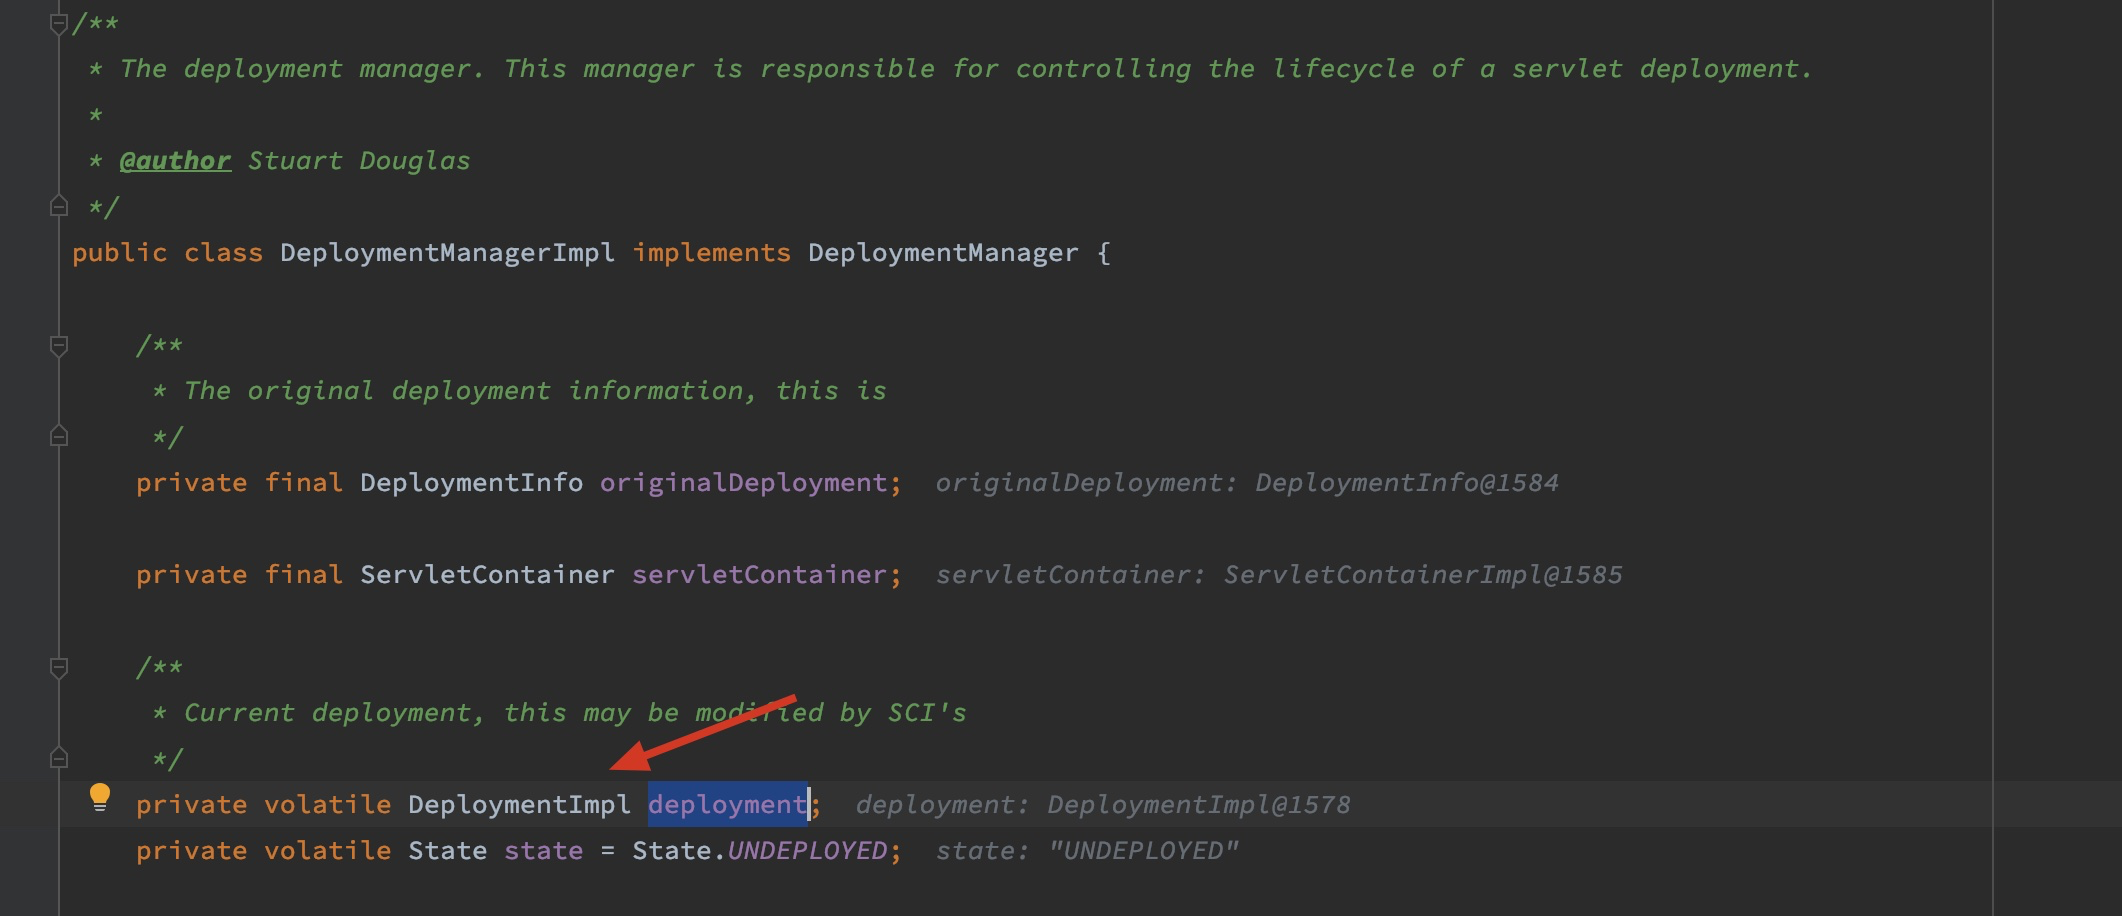 /**
 * The deployment manager. This manager is responsible for controlling the lifecycle of a servlet deployment.
 *
 * @author Stuart Douglas
 */
public class DeploymentManagerImpl implements DeploymentManager {
    /**
     * The original deployment information, this is
     */
    private final DeploymentInfo originalDeployment;  originalDeployment: DeploymentInfo@1584
    private final ServletContainer servletContainer;  servletContainer: ServletContainerImpl@1585
    /**
     * Current deployment, this may be modified by SCI's
     */
    private volatile DeploymentImpl deployment;  deployment: DeploymentImpl@1578
    private volatile State state = State.UNDEPLOYED;  state: "UNDEPLOYED"